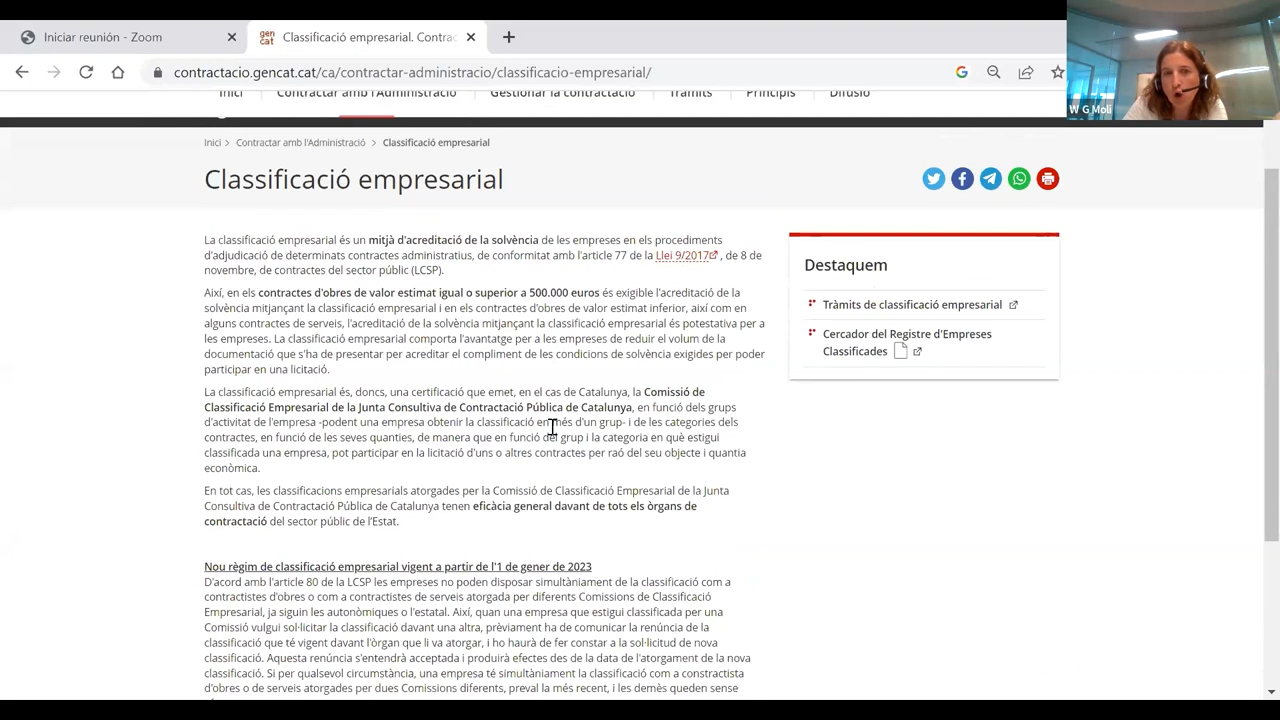 Iniciar reunión - Zoom
gen
cat
Classificació empresarial. Contrac
contractacio.gencat.cat/ca/contractar-administracio/classificacio-empresarial/
W G Moli
Inici
Contractar amb l'Administració
Gestionar la contractació
Tràmits
Principis
Difusió
Inici > Contractar amb l'Administració > Classificació empresarial
Classificació empresarial
La classificació empresarial és un mitjà d'acreditació de la solvència de les empreses en els procediments
d'adjudicació de determinats contractes administratius, de conformitat amb l'article 77 de la Llei 9/2017 , de 8 de
novembre, de contractes del sector públic (LCSP).
Així, en els contractes d'obres de valor estimat igual o superior a 500.000 euros és exigible l'acreditació de la
solvència mitjançant la classificació empresarial i en els contractes d'obres de valor estimat inferior, així com en
alguns contractes de serveis, l'acreditació de la solvència mitjançant la classificació empresarial és potestativa per a
les empreses. La classificació empresarial comporta l'avantatge per a les empreses de reduir el volum de la
documentació que s'ha de presentar per acreditar el compliment de les condicions de solvència exigides per poder
participar en una licitació.
La classificació empresarial és, doncs, una certificació que emet, en el cas de Catalunya, la Comissió de
Classificació Empresarial de la Junta Consultiva de Contractació Pública de Catalunya, en funció dels grups
d'activitat de l'empresa -podent una empresa obtenir la classificació en més d'un grup- i de les categories dels
contractes, en funció de les seves quanties, de manera que en funció del grup i la categoria en què estigui
classificada una empresa, pot participar en la licitació d'uns o altres contractes per raó del seu objecte i quantia
econòmica.
En tot cas, les classificacions empresarials atorgades per la Comissió de Classificació Empresarial de la Junta
Consultiva de Contractació Pública de Catalunya tenen eficàcia general davant de tots els òrgans de
contractació del sector públic de l'Estat.
Nou règim de classificació empresarial vigent a partir de l'1 de gener de 2023
D'acord amb l'article 80 de la LCSP les empreses no poden disposar simultàniament de la classificació com a
contractistes d'obres o com a contractistes de serveis atorgada per diferents Comissions de Classificació
Empresarial, ja siguin les autonòmiques o l'estatal. Així, quan una empresa que estigui classificada per una
Comissió vulgui sol·licitar la classificació davant una altra, prèviament ha de comunicar la renúncia de la
classificació que té vigent davant l'òrgan que li va atorgar, i ho haurà de fer constar a la sol·licitud de nova
classificació. Aquesta renúncia s'entendrà acceptada i produirà efectes des de la data de l'atorgament de la nova
classificació. Si per qualsevol circumstància, una empresa té simultàniament la classificació com a constractista
d'obres o de serveis atorgades per dues Comissions diferents, preval la més recent, i les demès queden sense
Destaquem
Tràmits de classificació empresarial
Cercador del Registre d'Empreses
Classificades